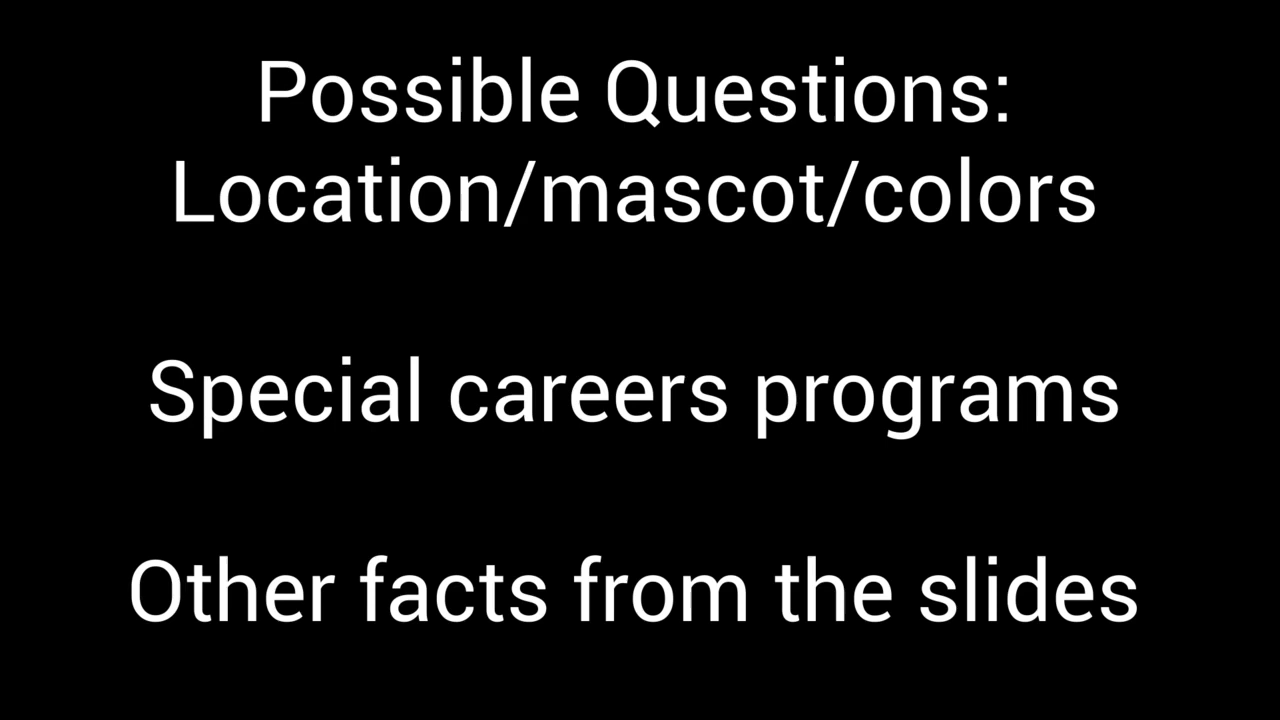 Possible Questions:
Location/mascot/colors
Special careers programs
Other facts from the slides